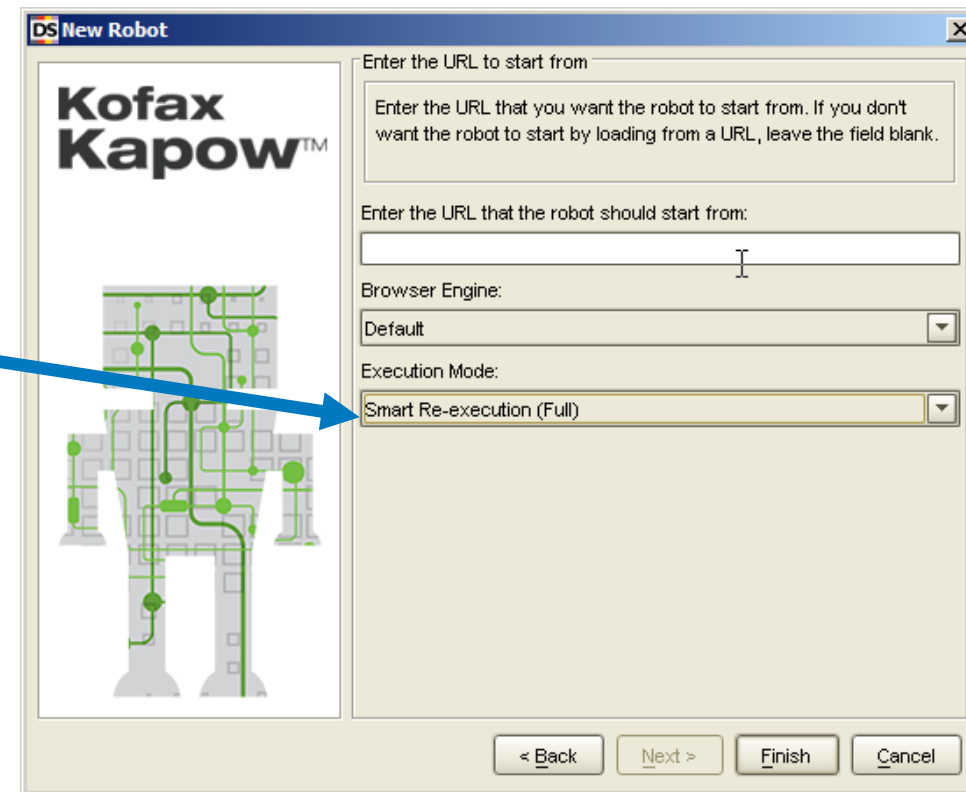 DS New Robot
Kofax
Kapow™
Enter the URL to start from
Enter the URL that you want the robot to start from. If you don't
want the robot to start by loading from a URL, leave the field blank.
Enter the URL that the robot should start from:
Browser Engine:
Default
Execution Mode:
Smart Re-execution (Full)
< Back
Next >
Finish
Cancel